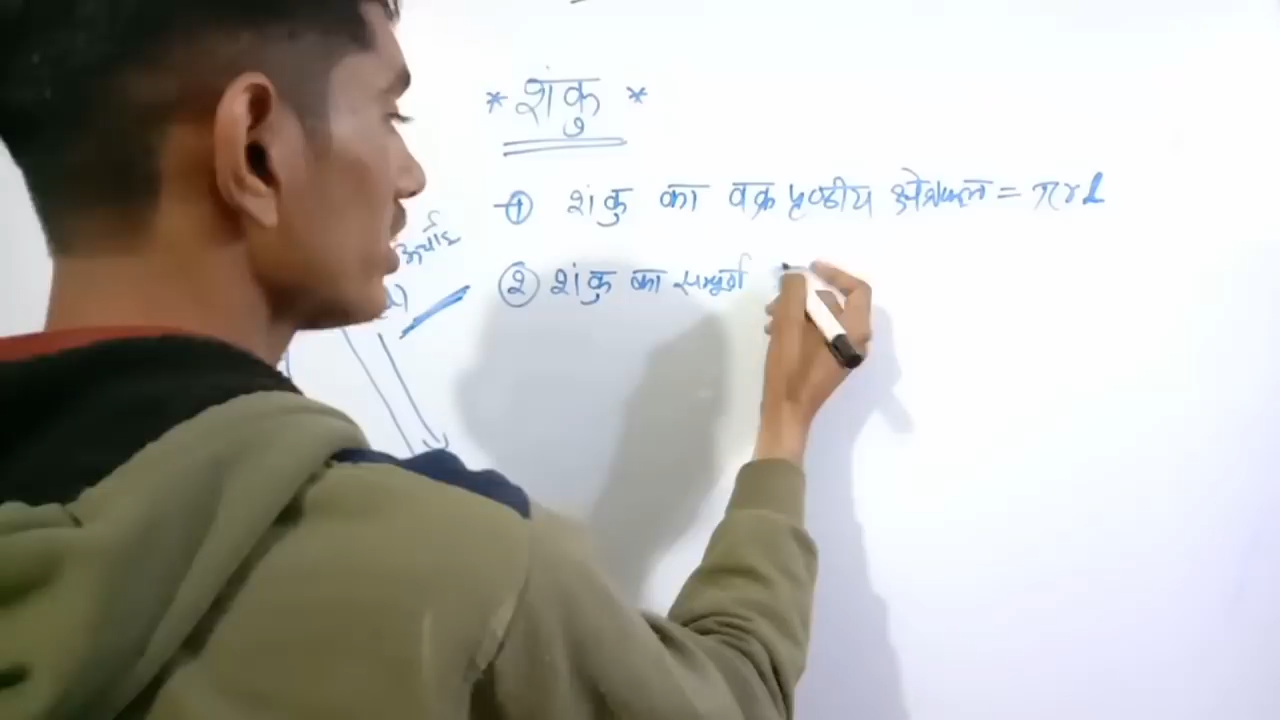 * शंकु *
① शंकु का वक्र पृष्ठीय क्षेत्रफल = πrl
② शंकु का सम्पूर्ण